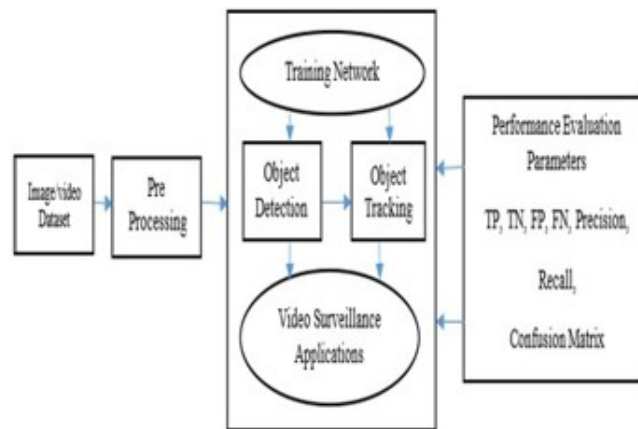 Image/video
Dataset
Pre
Processing
Training Network
Object
Detection
Object
Tracking
Video Surveillance
Applications
Performance Evaluation
Parameters
TP, TN, FP, FN, Precision,
Recall,
Confusion Matrix